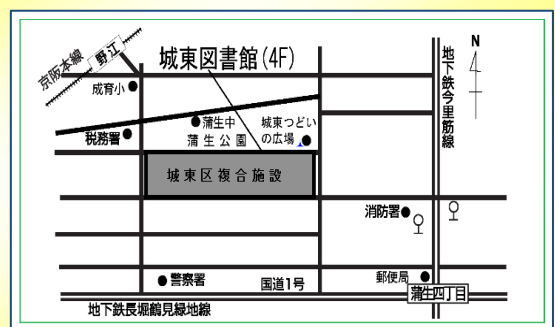 京阪本線
野江
城東図書館(4F)
N
地下鉄今里筋線
成育小
税務署
蒲生中
蒲生公園
城東つどい
の広場
城東区複合施設
消防署
警察署
国道1号
郵便局
蒲生四丁目
地下鉄長堀鶴見緑地線